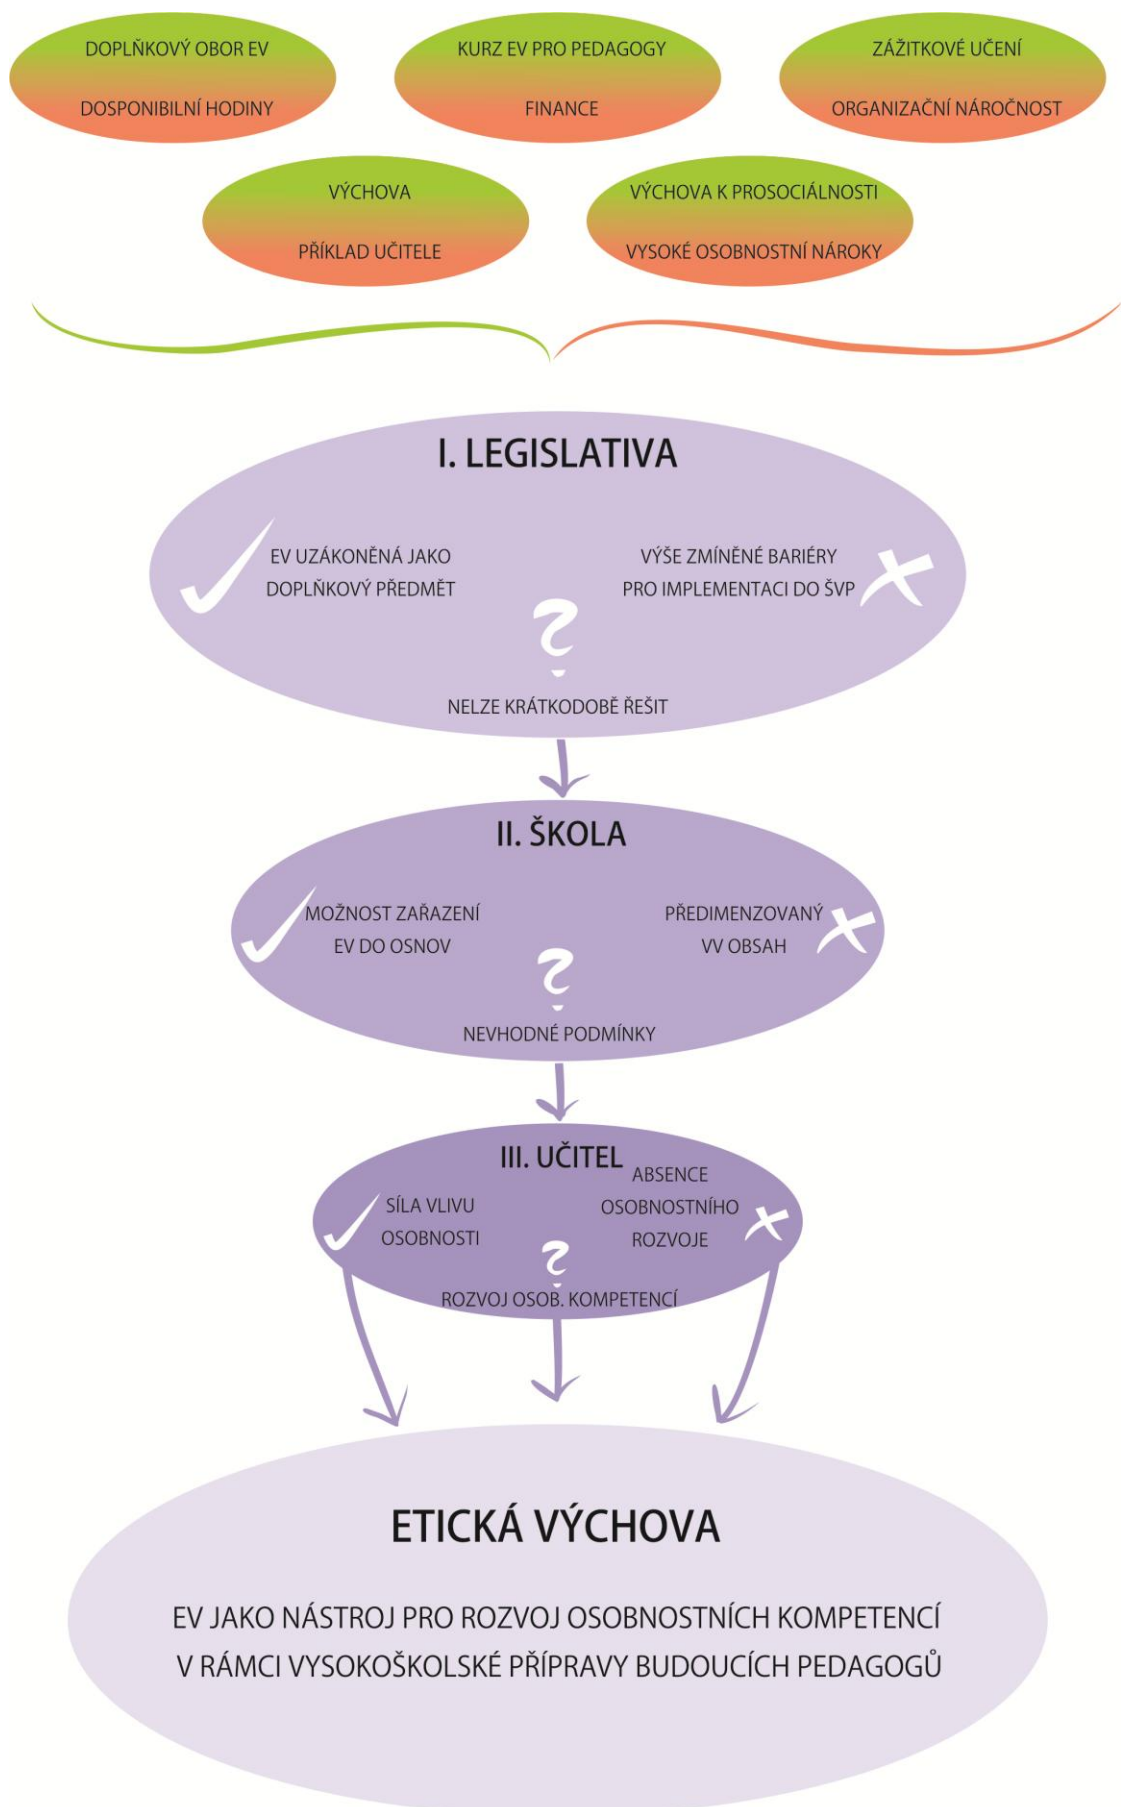 DOPLŇKOVÝ OBOR EV
DOSPONIBILNÍ HODINY
KURZ EV PRO PEDAGOGY
FINANCE
ZÁŽITKOVÉ UČENÍ
ORGANIZAČNÍ NÁROČNOST
VÝCHOVA
PŘÍKLAD UČITELE
VÝCHOVA K PROSOCIÁLNOSTI
VYSOKÉ OSOBNOSTNÍ NÁROKY
I. LEGISLATIVA
EV UZÁKONĚNÁ JAKO
DOPLŇKOVÝ PŘEDMĚT
VÝŠE ZMÍNĚNÉ BARIÉRY
PRO IMPLEMENTACI DO ŠVP
?
NELZE KRÁTKODOBĚ ŘEŠIT
II. ŠKOLA
MOŽNOST ZAŘAZENÍ
EV DO OSNOV
PŘEDIMENZOVANÝ
VV OBSAH
?
NEVHODNÉ PODMÍNKY
III. UČITEL
SÍLA VLIVU
OSOBNOSTI
ABSENCE
OSOBNOSTNÍHO
ROZVOJE
?
ROZVOJ OSOB. KOMPETENCÍ
ETICKÁ VÝCHOVA
EV JAKO NÁSTROJ PRO ROZVOJ OSOBNOSTNÍCH KOMPETENCÍ
V RÁMCI VYSOKOŠKOLSKÉ PŘÍPRAVY BUDOUCÍCH PEDAGOGŮ